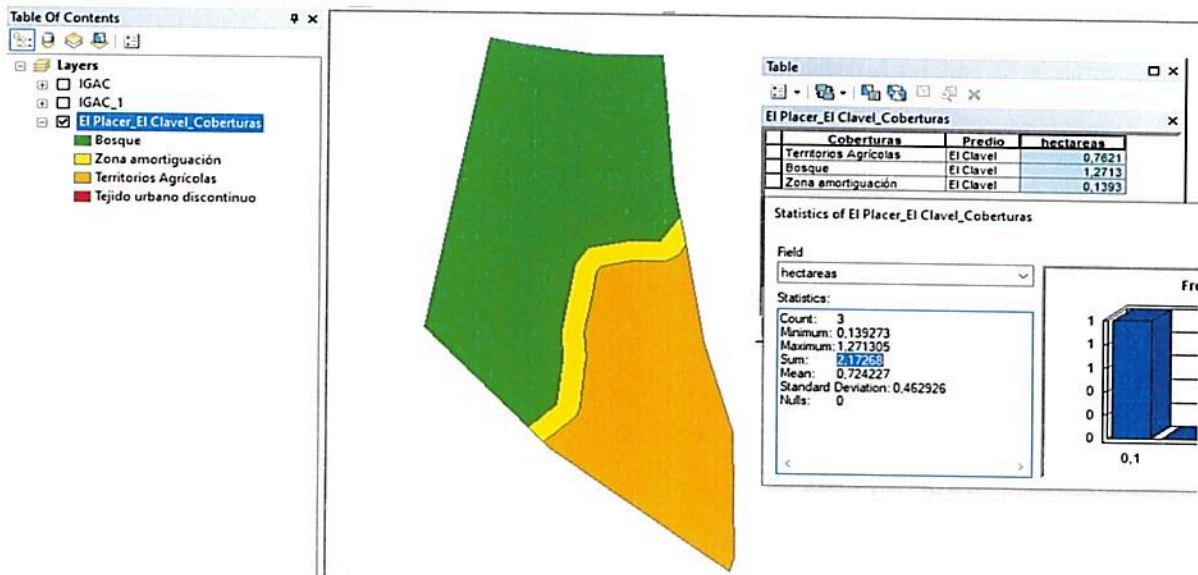 Table Of Contents
Layers
IGAC
IGAC_1
El Placer_El Clavel_Coberturas
Bosque
Zona amortiguación
Territorios Agrícolas
Tejido urbano discontinuo
Table
El Placer_El Clavel_Coberturas
Coberturas Predio hectareas
Territorios Agrícolas El Clavel 0,7621
Bosque El Clavel 1,2713
Zona amortiguación El Clavel 0,1393
Statistics of El Placer_El Clavel_Coberturas
Field
hectareas
Statistics:
Count: 3
Minimum: 0,139273
Maximum: 1,271305
Sum: 2,17268
Mean: 0,724227
Standard Deviation: 0,462926
Nulls: 0
Fre
1
1
1
0
0
0
0,1